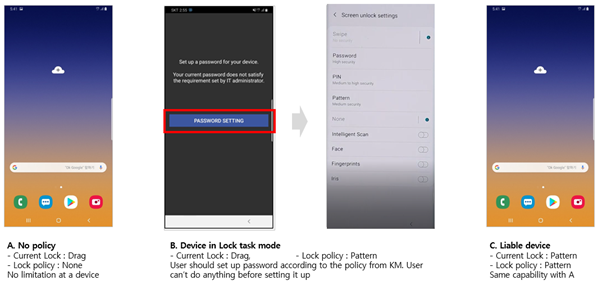 9:41
SKT 2:50
Set up a password for your device.
Your current password does not satisfy
the requirement set by IT administrator.
PASSWORD SETTING
Screen unlock settings
Swipe
Password
High security
PIN
Medium to high security
Pattern
Medium security
None
Intelligent Scan
Face
Fingerprints
Iris
9:41
A. No policy
- Current Lock : Drag
- Lock policy : None
No limitation at a device
B. Device in Lock task mode
- Current Lock : Drag, - Lock policy : Pattern
User should set up password according to the policy from KM. User
can't do anything before setting it up
C. Liable device
- Current Lock : Pattern
- Lock policy : Pattern
Same capability with A